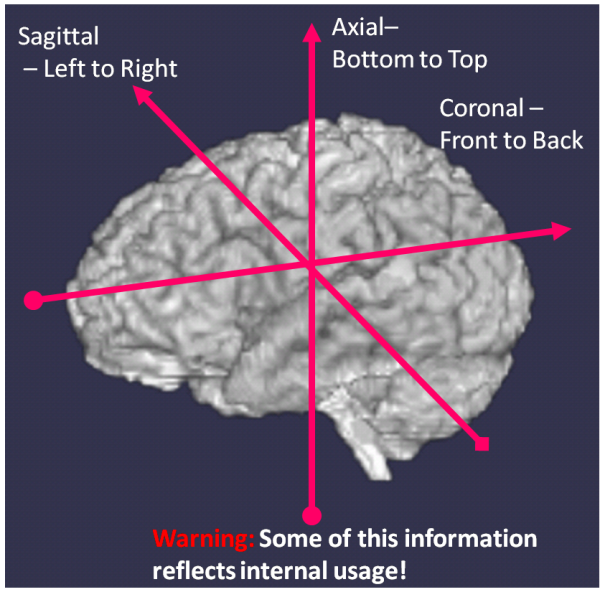 Sagittal
– Left to Right
Axial–
Bottom to Top
Coronal –
Front to Back
Warning: Some of this information
reflects internal usage!